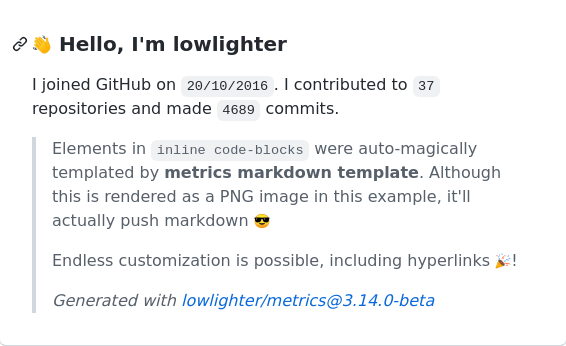 👋 Hello, I'm lowlighter
I joined GitHub on 20/10/2016. I contributed to 37
repositories and made 4689 commits.
Elements in inline code-blocks were auto-magically
templated by metrics markdown template. Although
this is rendered as a PNG image in this example, it'll
actually push markdown 😎
Endless customization is possible, including hyperlinks 🎉!
Generated with lowlighter/metrics@3.14.0-beta